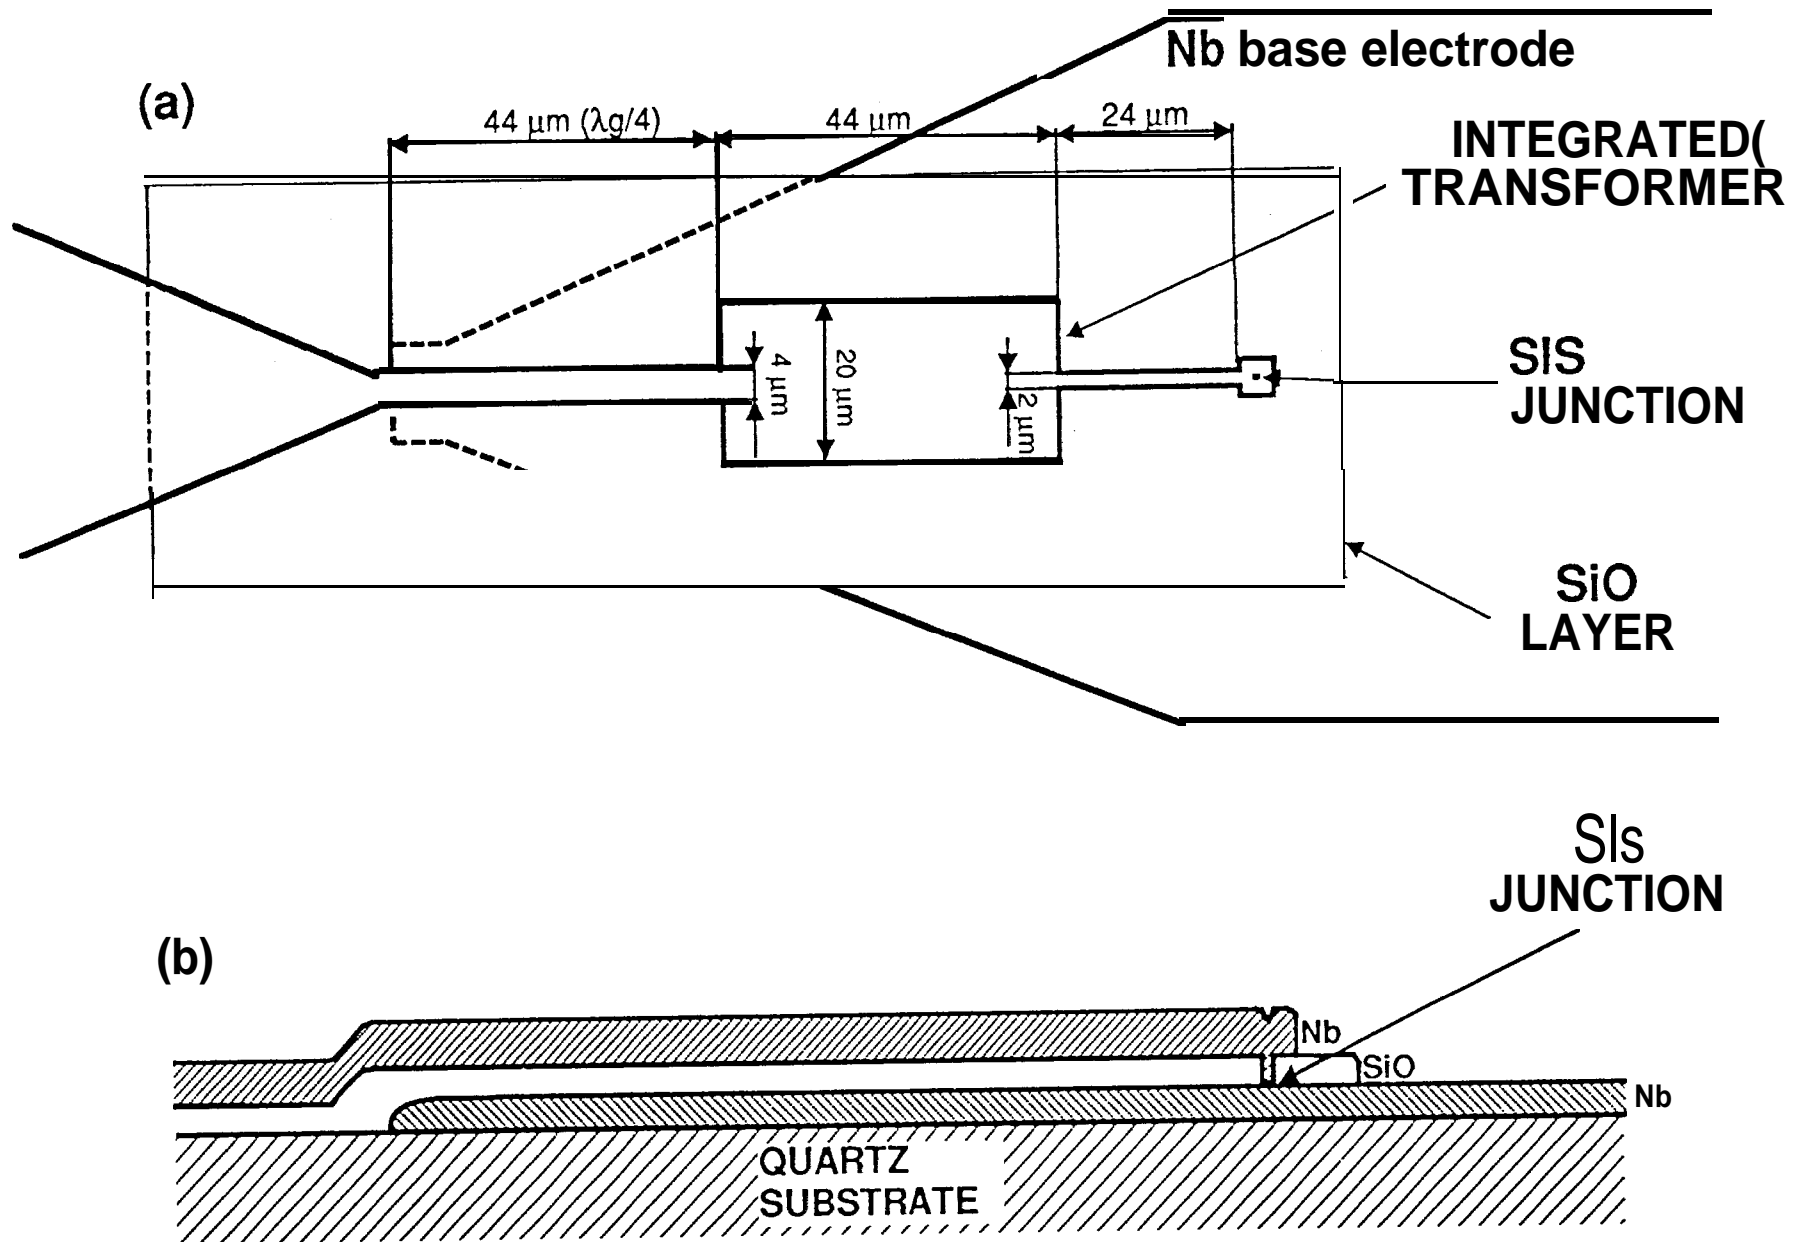 Nb base electrode
(a)
44 μm (λg/4)
44 μm
24 μm
INTEGRATED(
TRANSFORMER
4 μm
20 μm
2 μm
SIS
JUNCTION
SiO
LAYER
SIs
JUNCTION
(b)
Nb
SiO
Nb
QUARTZ
SUBSTRATE